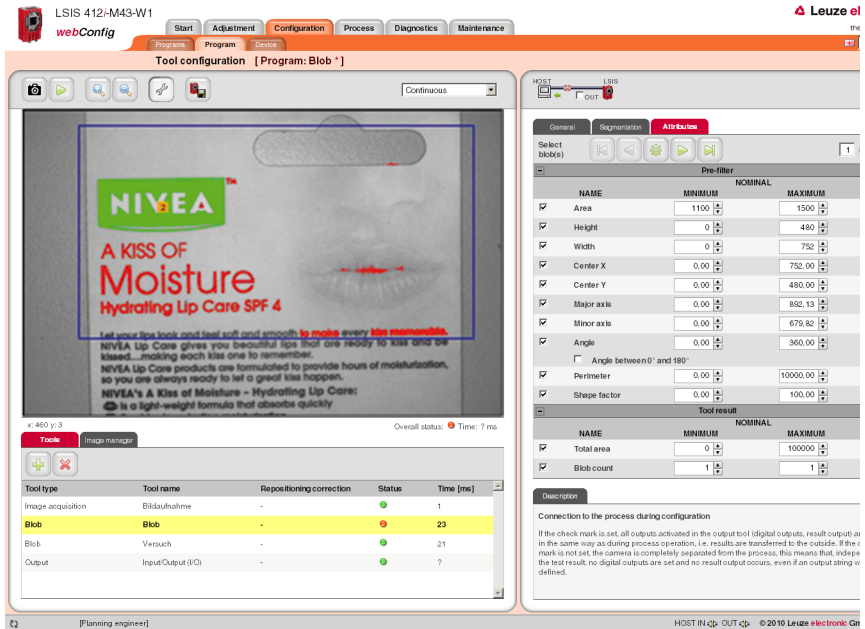 LSIS 412i-M43-W1
webConfig
Start Adjustment Configuration Process Diagnostics Maintenance
Leuze el
the
Programs Program Device
Tool configuration [ Program: Blob * ]
Continuous
HOST LSIS
OUT
General Segmentation Attributes
Select blob(s) 1
Pre-filter
NOMINAL
NAME MINIMUM MAXIMUM
Area 1100 1500
Height 0 480
Width 0 752
Center X 0,00 752,00
Center Y 0,00 480,00
Major axis 0,00 892,13
Minor axis 0,00 679,82
Angle 0,00 360,00
Angle between 0° and 180°
Perimeter 0,00 10000,00
Shape factor 0,00 100,00
Tool result
NOMINAL
NAME MINIMUM MAXIMUM
Total area 0 100000
Blob count 1 1
Description
Connection to the process during configuration
If the check mark is set, all outputs activated in the output tool (digital outputs, result output) ar
in the same way as during process operation, i.e. results are transferred to the outside. If the c
mark is not set, the camera is completely separated from the process, this means that, indepe
the test result, no digital outputs are set and no result output occurs, even if an output string w
defined.
NIVEA
TM
2
A KISS OF
Moisture
Hydrating Lip Care SPF 4
Let your lips look and feel soft and smooth to make every kiss memorable.
NIVEA Lip Care gives you beautiful lips that are ready to kiss and be
kissed....making each kiss one to remember.
NIVEA Lip Care products are formulated to provide hours of moisturization,
so you are always ready to let a great kiss happen.
NIVEA's A Kiss of Moisture - Hydrating Lip Care:
is a light-weight formula that absorbs quickly
x: 460 y: 3 Overall status: Time: ? ms
Tools Image manager
Tool type Tool name Repositioning correction Status Time [ms]
Image acquisition Bildaufnahme - 1
Blob Blob - 23
Blob Versuch - 21
Output Input/Output (I/O) - ?
[Planning engineer] HOST IN OUT © 2010 Leuze electronic Gm